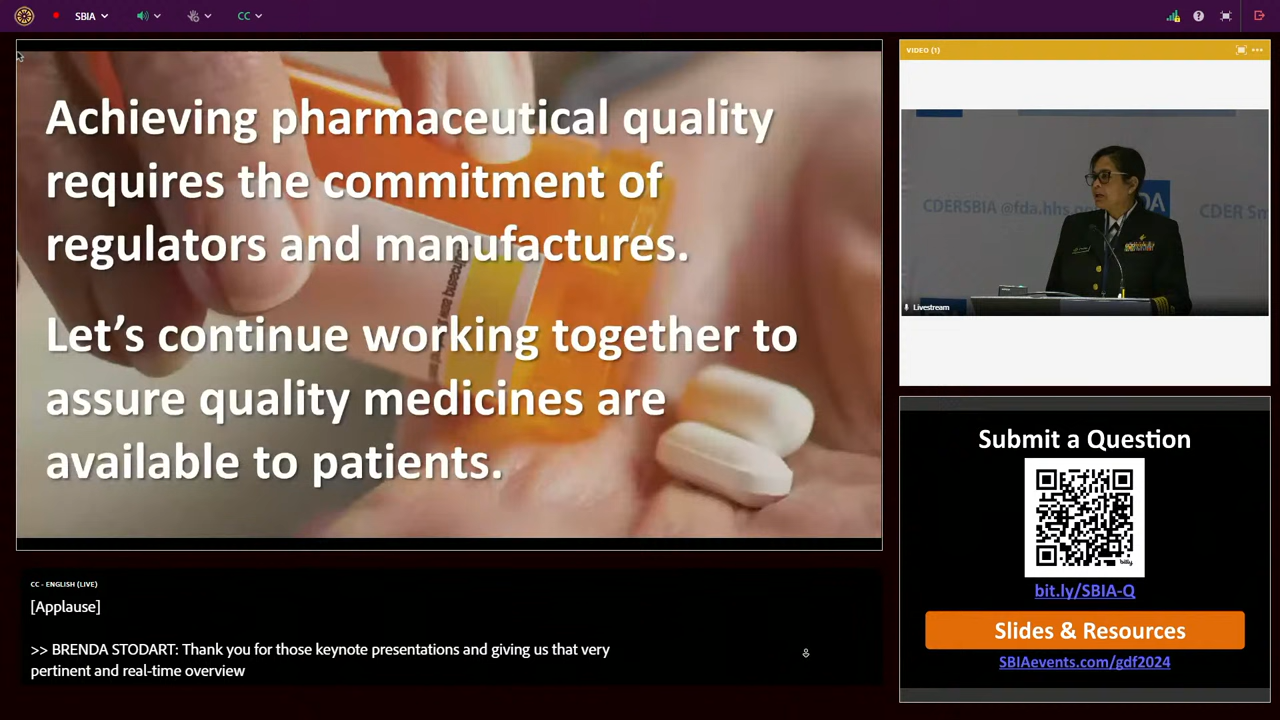 SBIA
CC
Achieving pharmaceutical quality
requires the commitment of
regulators and manufactures.
Let’s continue working together to
assure quality medicines are
available to patients.
CC - ENGLISH (LIVE)
[Applause]
>> BRENDA STODART: Thank you for those keynote presentations and giving us that very
pertinent and real-time overview
VIDEO (1)
CDERSBIA @fda.hhs.gov
CDER Sm
Livestream
Submit a Question
bitly
bit.ly/SBIA-Q
Slides & Resources
SBIAevents.com/gdf2024